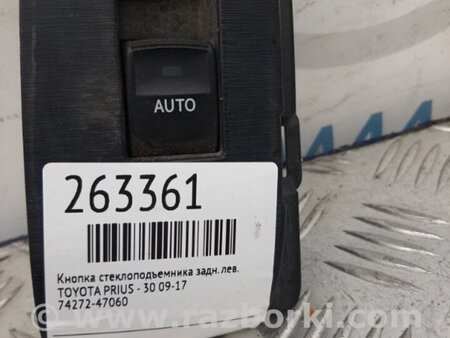 AUTO
263361
Кнопка стеклоподъемника задн. лев.
TOYOTA PRIUS - 30 09-17
74272-47060
www.razborki.com